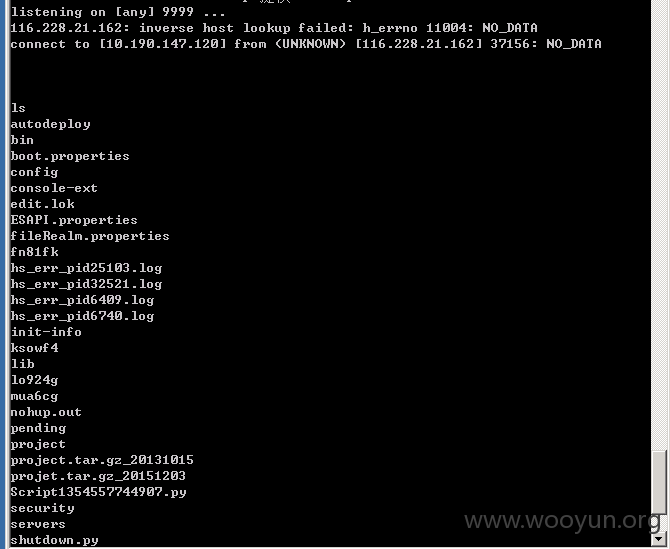 listening on [any] 9999 ...
116.228.21.162: inverse host lookup failed: h_errno 11004: NO_DATA
connect to [10.190.147.120] from (UNKNOWN) [116.228.21.162] 37156: NO_DATA
ls
autodeploy
bin
boot.properties
config
console-ext
edit.lok
ESAPI.properties
fileRealm.properties
fn81fk
hs_err_pid25103.log
hs_err_pid32521.log
hs_err_pid6409.log
hs_err_pid6740.log
init-info
ksowf4
lib
lo924g
mua6cg
nohup.out
pending
project
project.tar.gz_20131015
projet.tar.gz_20151203
Script1354557744907.py
security
servers
shutdown.py
www.wooyun.org